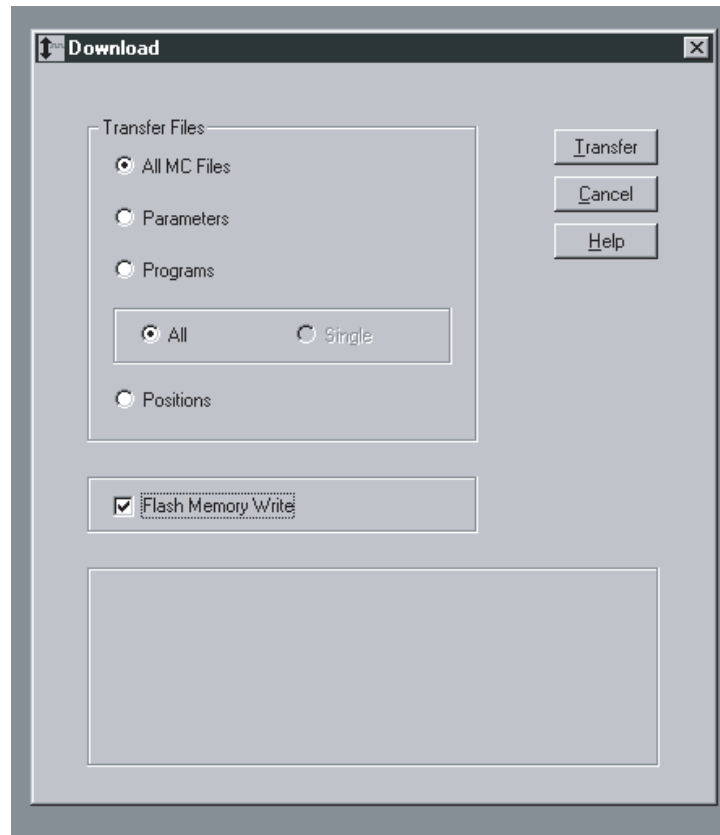 Download
Transfer Files
All MC Files
Parameters
Programs
All Single
Positions
Flash Memory Write
Transfer
Cancel
Help